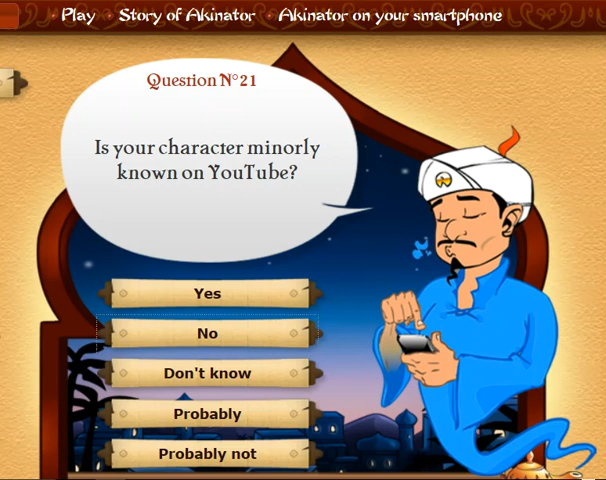 Play Story of Akinator Akinator on your smartphone
Question N°21
Is your character minorly
known on YouTube?
Yes
No
Don't know
Probably
Probably not